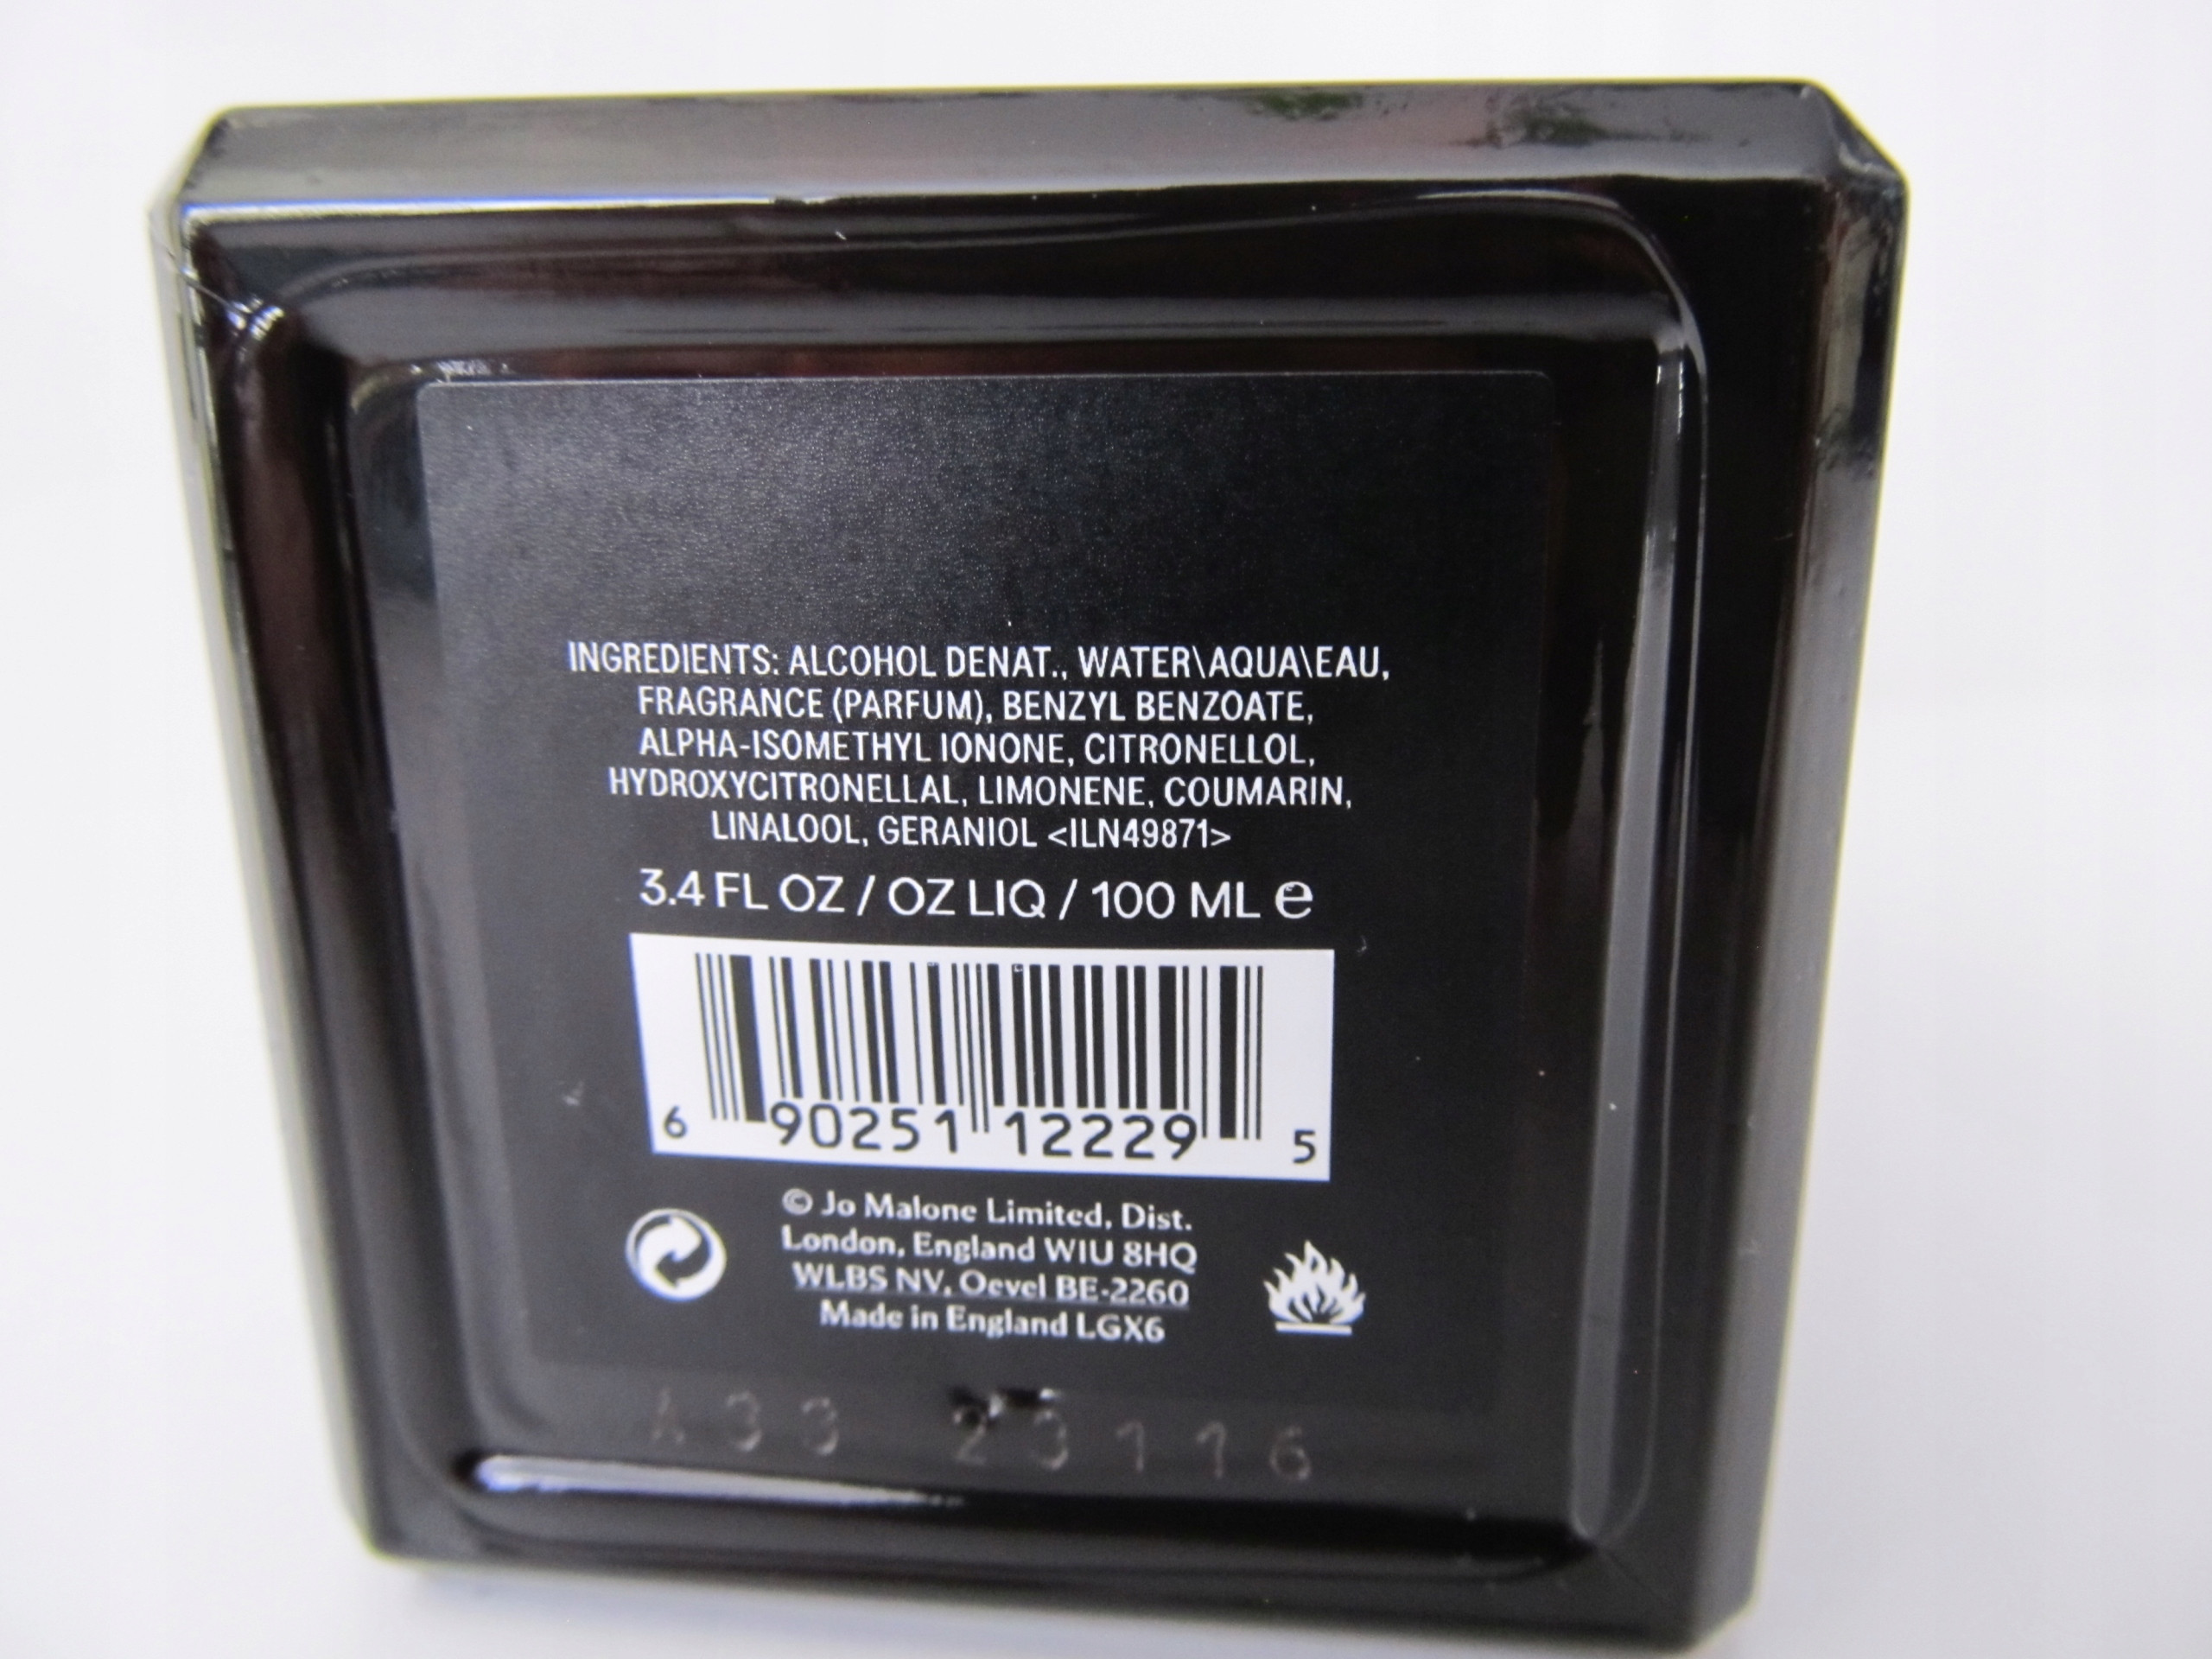 INGREDIENTS: ALCOHOL DENAT., WATER\AQUA\EAU,
FRAGRANCE (PARFUM), BENZYL BENZOATE,
ALPHA-ISOMETHYL IONONE, CITRONELLOL,
HYDROXYCITRONELLAL, LIMONENE, COUMARIN,
LINALOOL, GERANIOL <ILN49871>
3.4 FL OZ / OZ LIQ / 100 ML e
6 90251 12229 5
© Jo Malone Limited, Dist.
London, England W1U 8HQ
WLBS NV, Oevel BE-2260
Made in England LGX6
A33 23116